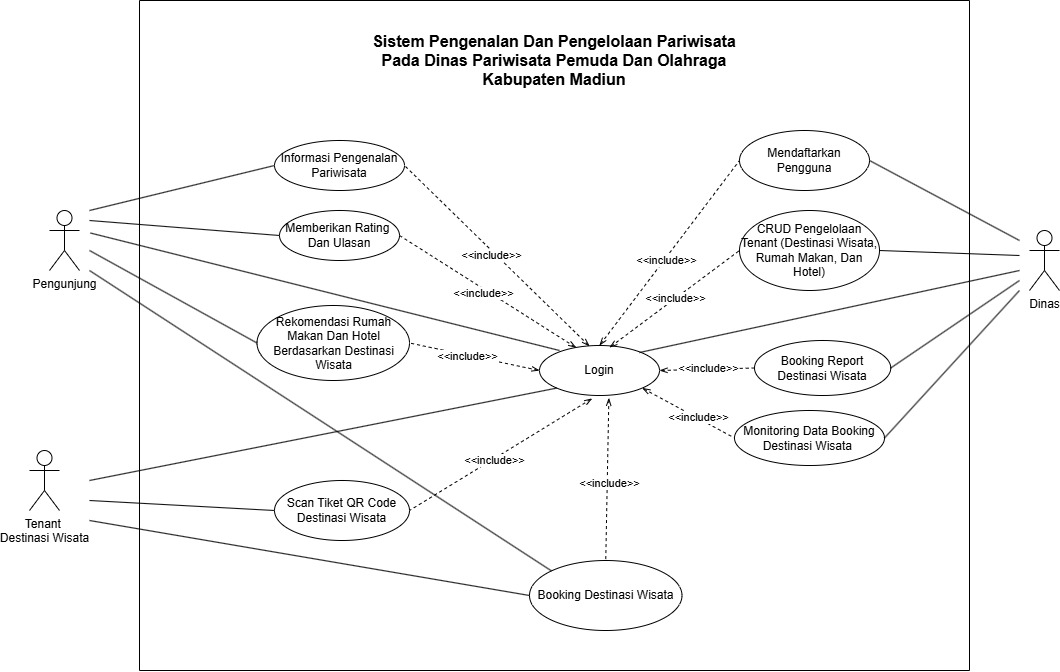 Sistem Pengenalan Dan Pengelolaan Pariwisata
Pada Dinas Pariwisata Pemuda Dan Olahraga
Kabupaten Madiun
Informasi Pengenalan
Pariwisata
Memberikan Rating
Dan Ulasan
Rekomendasi Rumah
Makan Dan Hotel
Berdasarkan Destinasi
Wisata
Scan Tiket QR Code
Destinasi Wisata
Pengunjung
Tenant
Destinasi Wisata
<<include>>
<<include>>
<<include>>
<<include>>
<<include>>
Login
Booking Destinasi Wisata
<<include>>
<<include>>
<<include>>
<<include>>
Mendaftarkan
Pengguna
CRUD Pengelolaan
Tenant (Destinasi Wisata,
Rumah Makan, Dan
Hotel)
Booking Report
Destinasi Wisata
Monitoring Data Booking
Destinasi Wisata
Dinas